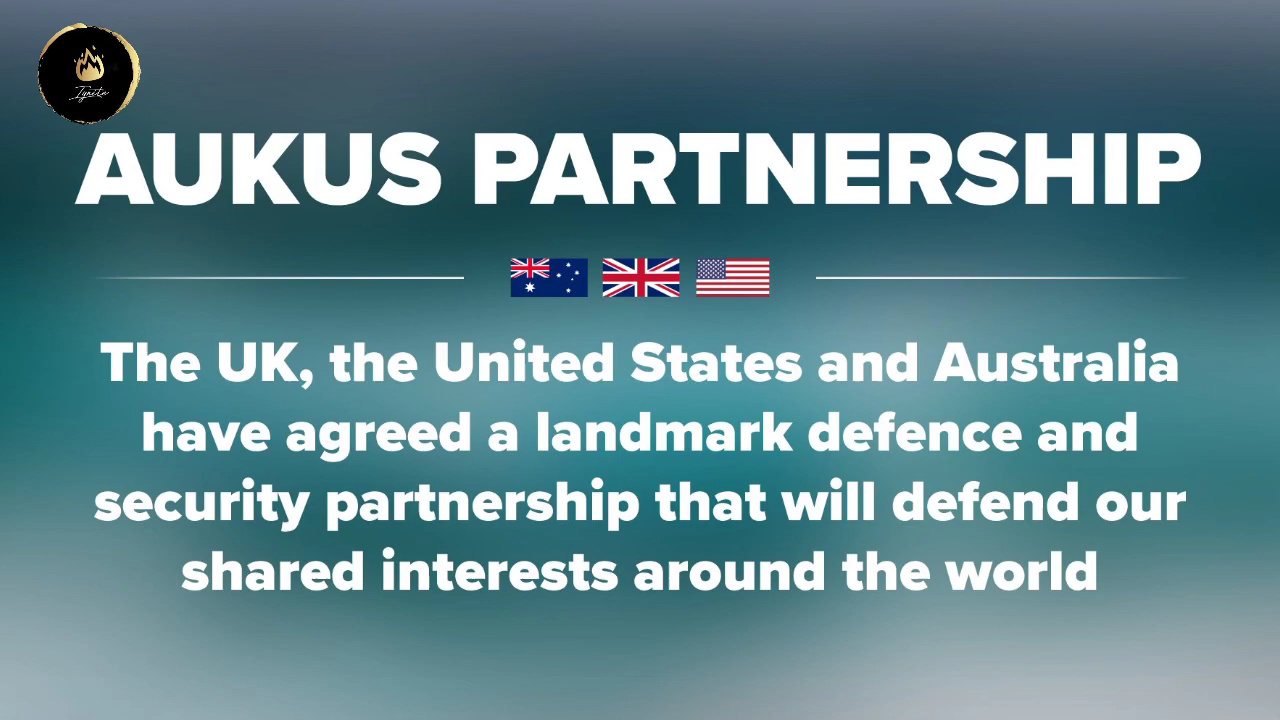 Ignite
AUKUS PARTNERSHIP
The UK, the United States and Australia
have agreed a landmark defence and
security partnership that will defend our
shared interests around the world